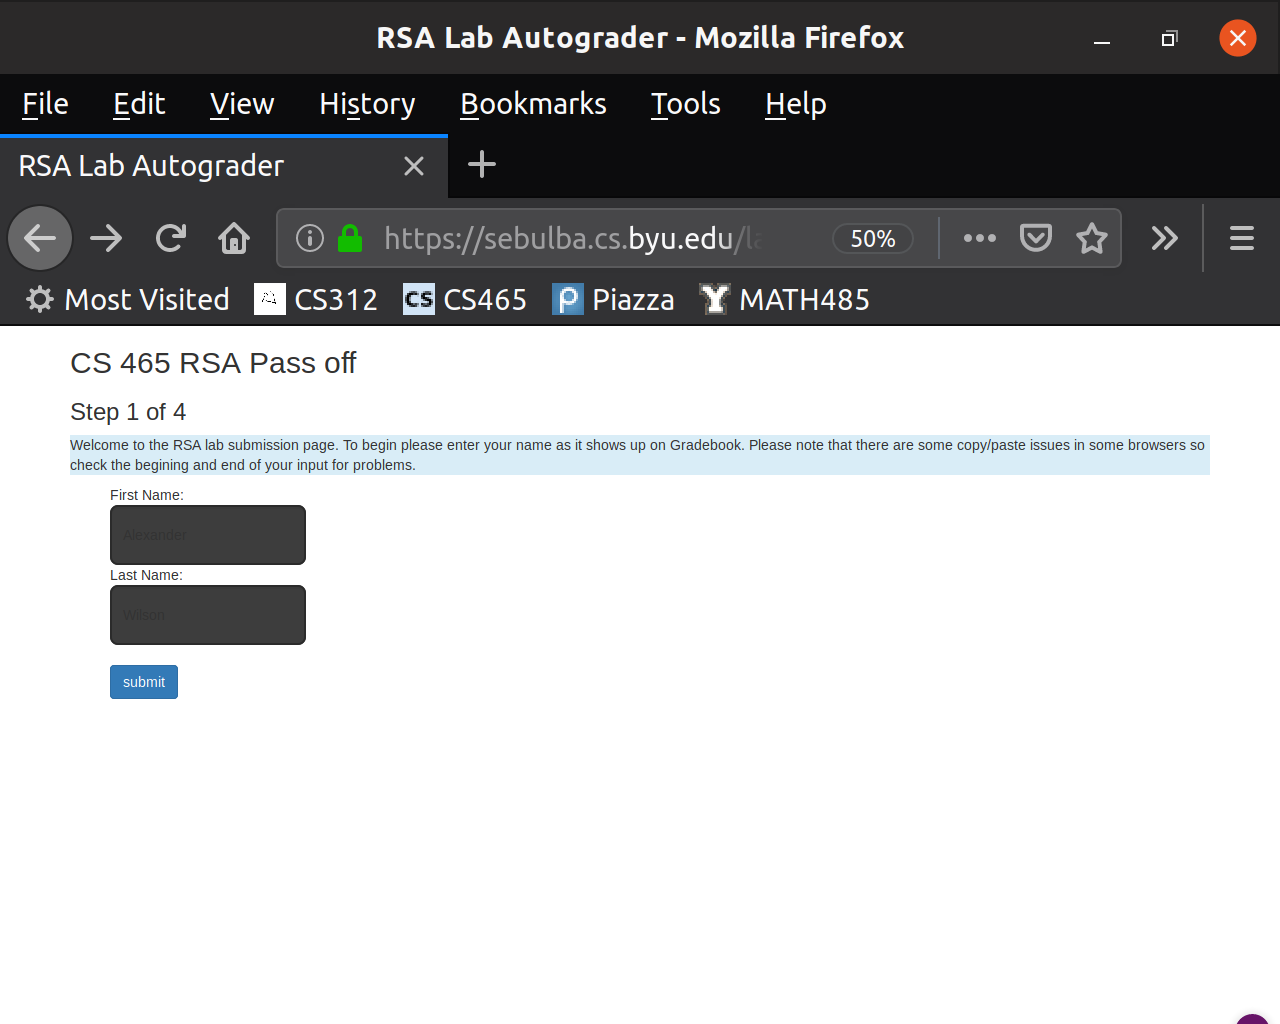 RSA Lab Autograder - Mozilla Firefox
File Edit View History Bookmarks Tools Help
RSA Lab Autograder
https://sebulba.cs.byu.edu/la 50%
Most Visited CS312 CS CS465 Piazza MATH485
CS 465 RSA Pass off
Step 1 of 4
Welcome to the RSA lab submission page. To begin please enter your name as it shows up on Gradebook. Please note that there are some copy/paste issues in some browsers so
check the begining and end of your input for problems.
First Name:
Alexander
Last Name:
Wilson
submit